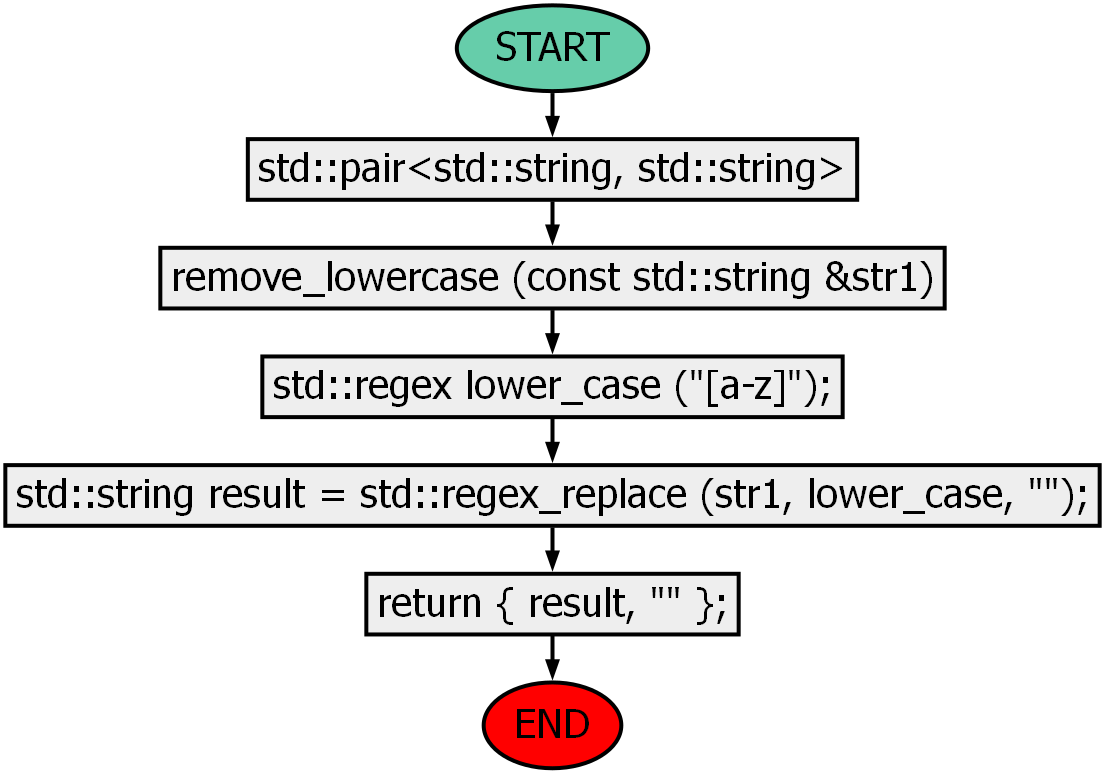 START
std::pair<std::string, std::string>
remove_lowercase (const std::string &str1)
std::regex lower_case ("[a-z]");
std::string result = std::regex_replace (str1, lower_case, "");
return { result, "" };
END